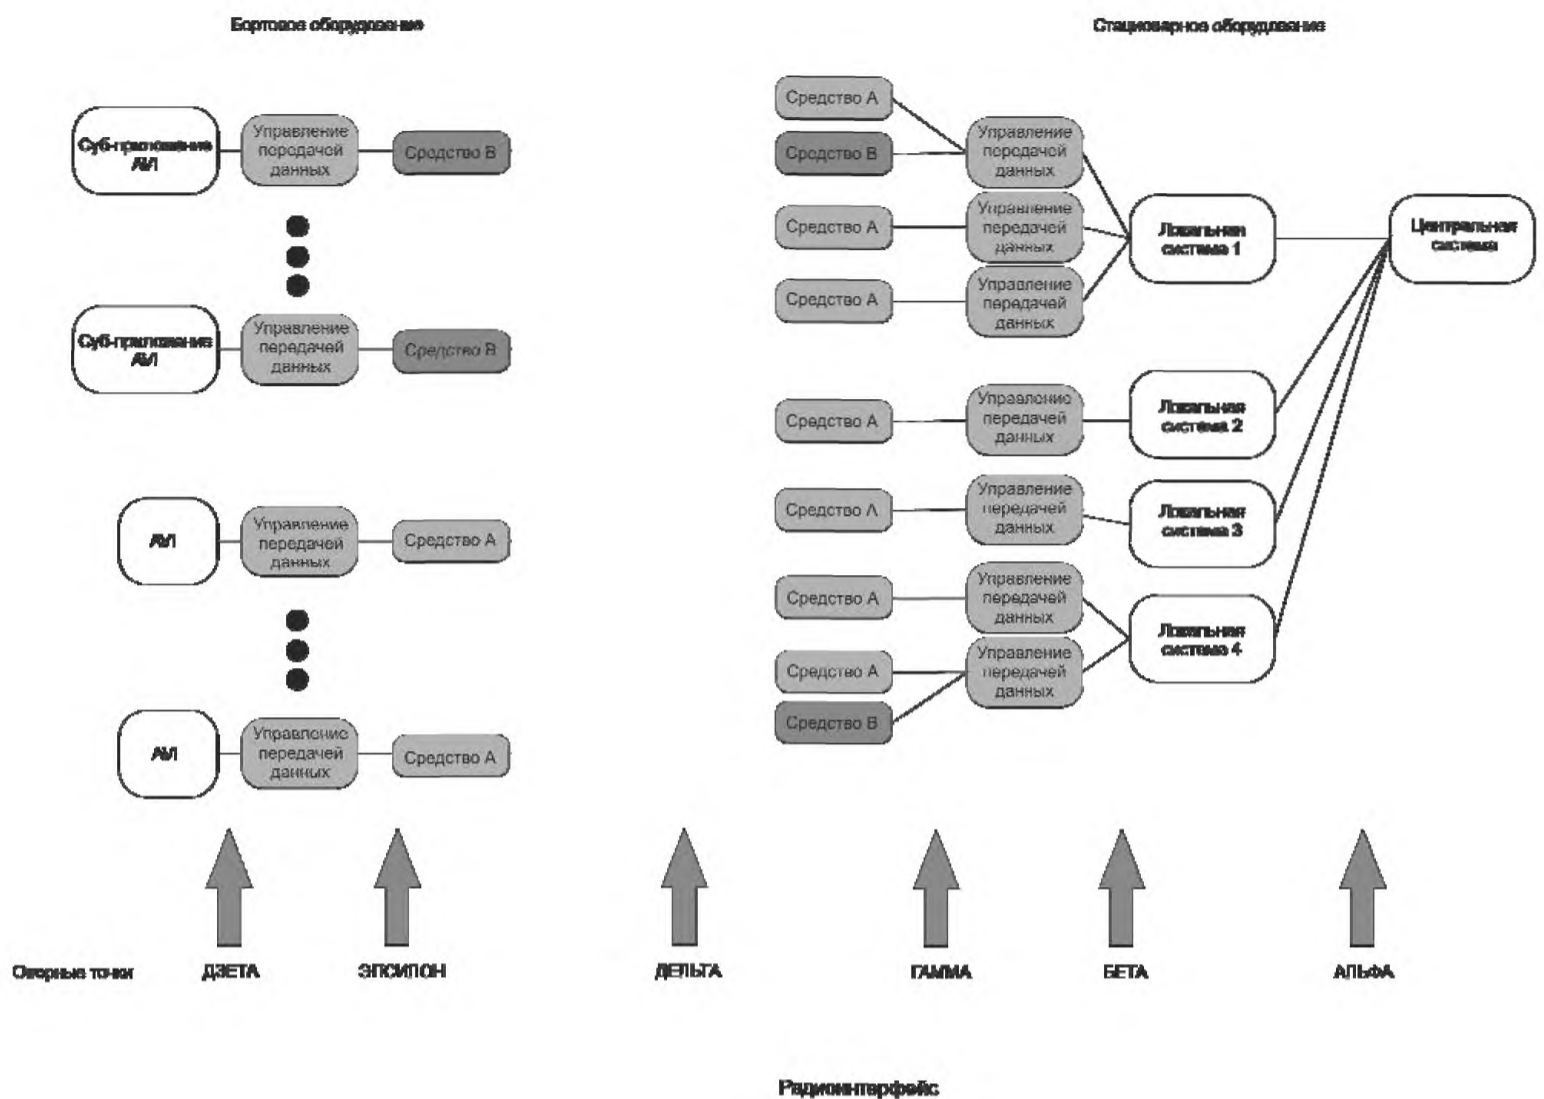 Бортовое оборудование
Стационарное оборудование
Суб-приложение
AVI
Управление
передачей
данных
Средство В
Суб-приложение
AVI
Управление
передачей
данных
Средство В
AVI
Управление
передачей
данных
Средство А
AVI
Управление
передачей
данных
Средство А
Средство А
Средство В
Управление
передачей
данных
Средство А
Управление
передачей
данных
Средство А
Управление
передачей
данных
Локальная
система 1
Центральная
система
Средство А
Управление
передачей
данных
Локальная
система 2
Средство А
Управление
передачей
данных
Локальная
система 3
Средство А
Управление
передачей
данных
Средство А
Средство В
Управление
передачей
данных
Локальная
система 4
Опорные точки
ДЗЕТА
ЭПСИЛОН
ДЕЛЬТА
ГАММА
БЕТА
АЛЬФА
Радиоинтерфейс